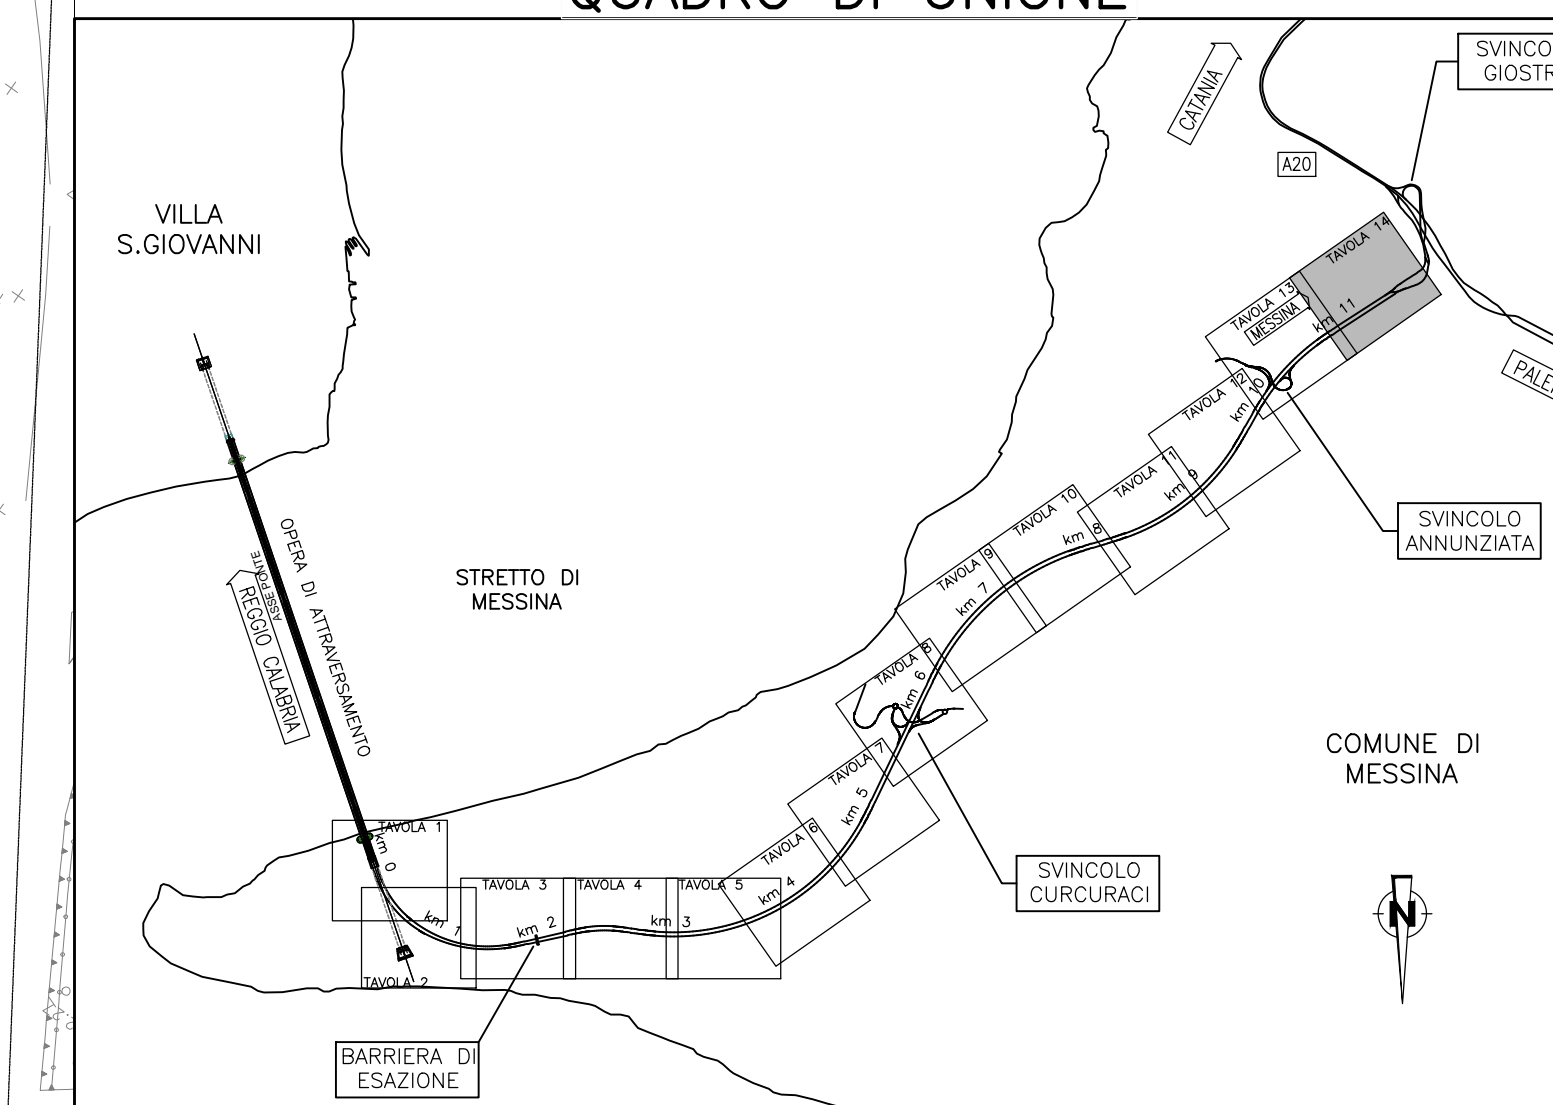 QUADRO DI UNIONE
SVINCO
GIOSTR
CATANIA
A20
VILLA
S.GIOVANNI
TAVOLA 14
TAVOLA 13
MESSINA
km 11
PALE
TAVOLA 12
km 10
TAVOLA 11
km 9
SVINCOLO
ANNUNZIATA
TAVOLA 10
km 8
OPERA DI ATTRAVERSAMENTO
ASSE PONTE
REGGIO CALABRIA
STRETTO DI
MESSINA
TAVOLA 9
km 7
TAVOLA 8
km 6
COMUNE DI
MESSINA
TAVOLA 7
km 5
TAVOLA 1
km 0
TAVOLA 6
km 4
SVINCOLO
CURCURACI
TAVOLA 3
TAVOLA 4
TAVOLA 5
km 1
km 2
km 3
N
TAVOLA 2
BARRIERA DI
ESAZIONE